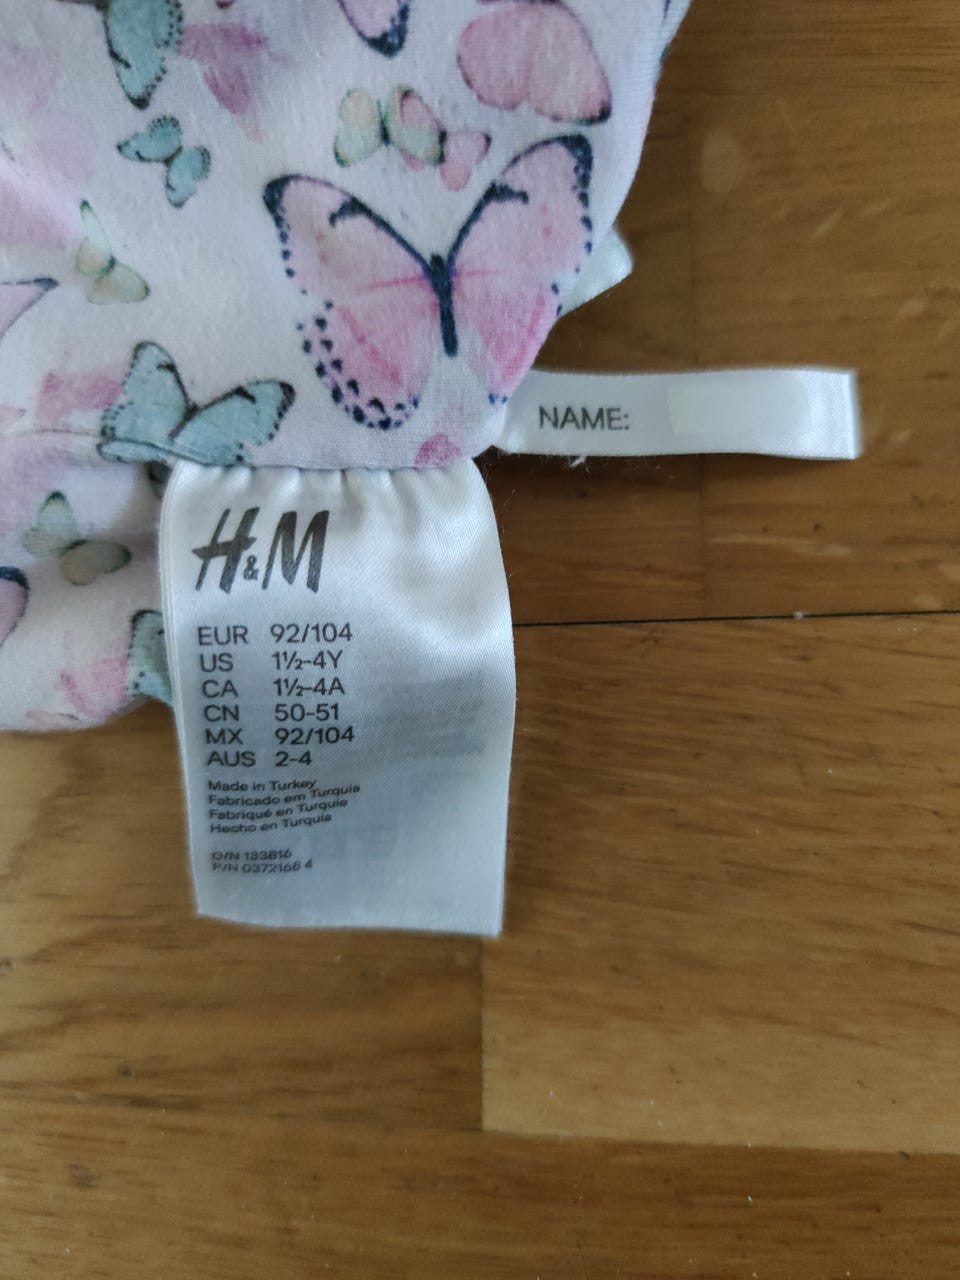 NAME:
H&M
EUR 92/104
US 1½-4Y
CA 1½-4A
CN 50-51
MX 92/104
AUS 2-4
Made in Turkey
Fabricado em Turquia
Fabriqué en Turquie
Hecho en Turquía
O/N 133816
P/N 0372168 4